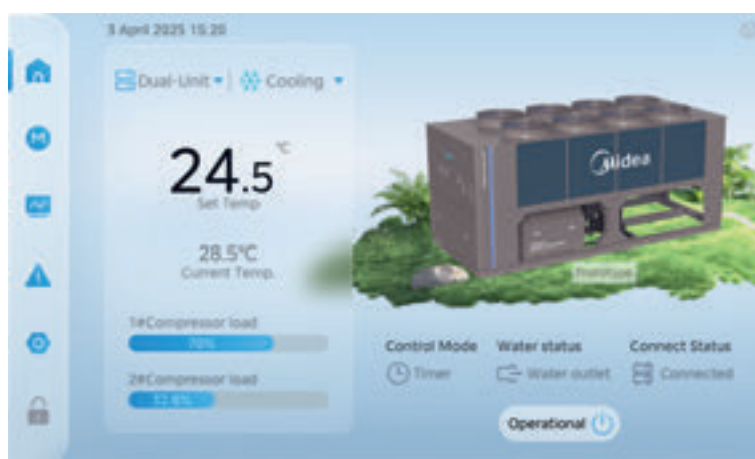 3 April 2025 15:20
Dual-Unit
Cooling
24.5 °C
Set Temp
28.5°C
Current Temp.
1#Compressor load
70%
2#Compressor load
Midea
Control Mode
Timer
Water status
Water outlet
Connect Status
Connected
Operational